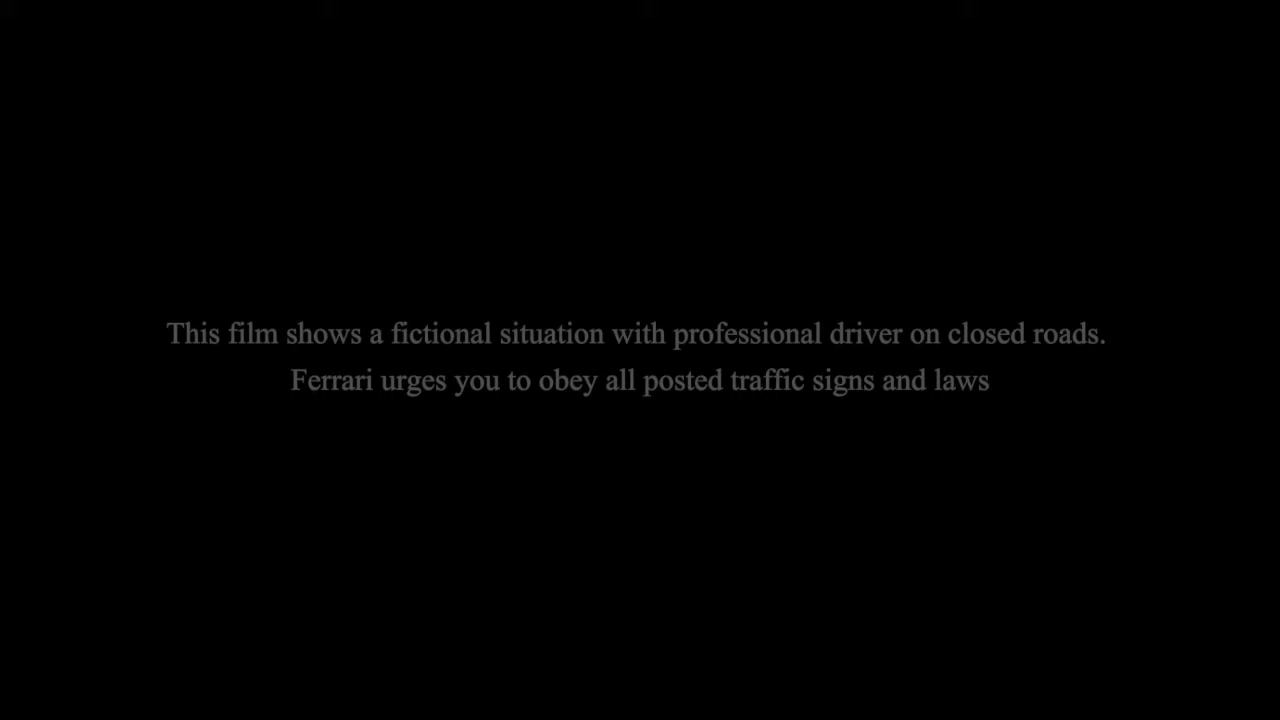 This film shows a fictional situation with professional driver on closed roads.
Ferrari urges you to obey all posted traffic signs and laws